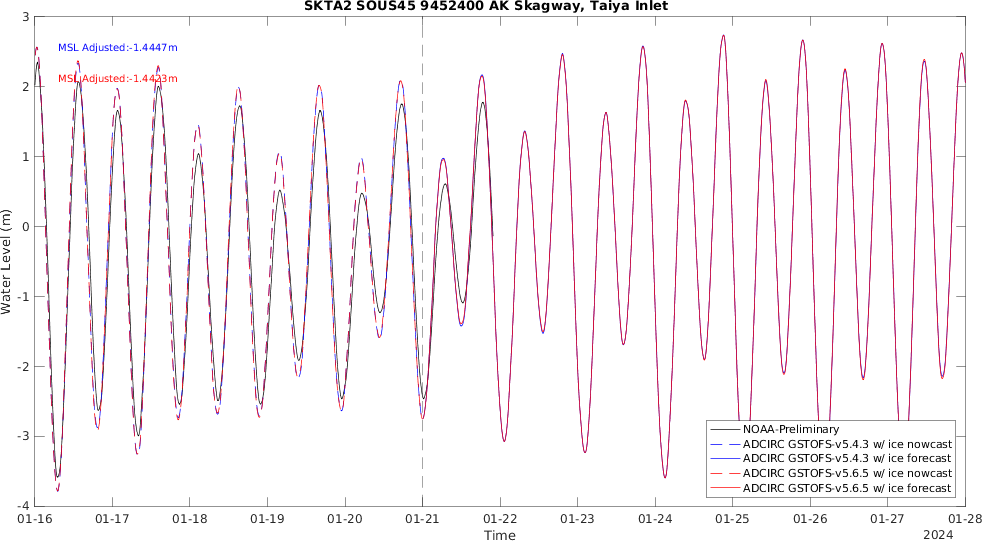 SKTA2 SOUS45 9452400 AK Skagway, Taiya Inlet
MSL Adjusted:-1.4447m
MSL Adjusted:-1.4423m
3
2
1
0
-1
-2
-3
-4
Water Level (m)
NOAA-Preliminary
ADCIRC GSTOFS-v5.4.3 w/ ice nowcast
ADCIRC GSTOFS-v5.4.3 w/ ice forecast
ADCIRC GSTOFS-v5.6.5 w/ ice nowcast
ADCIRC GSTOFS-v5.6.5 w/ ice forecast
01-16 01-17 01-18 01-19 01-20 01-21 01-22 01-23 01-24 01-25 01-26 01-27 01-28
Time
2024